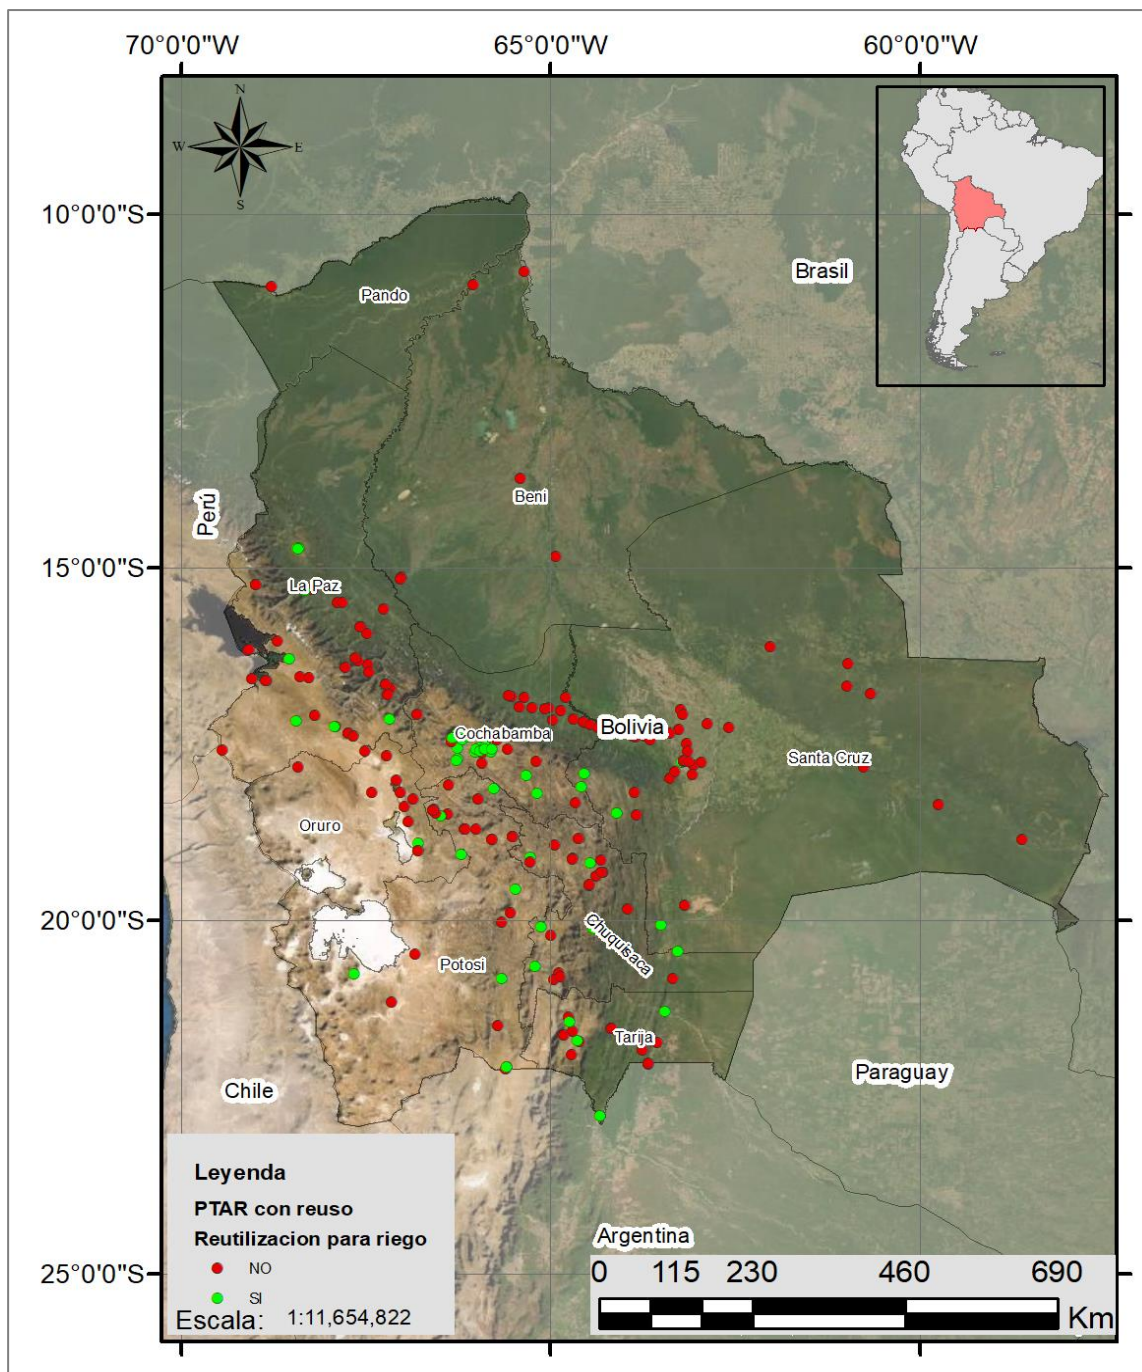 70°0'0"W 65°0'0"W 60°0'0"W
N
W E
S
10°0'0"S
Brasil
Pando
Perú
Beni
15°0'0"S
La Paz
Cochabamba
Bolivia
Santa Cruz
Oruro
20°0'0"S
Chuquisaca
Potosi
Tarija
Paraguay
Chile
Leyenda
PTAR con reuso
Reutilizacion para riego
NO
SI
Escala: 1:11,654,822
Argentina
0 115 230 460 690
Km
25°0'0"S